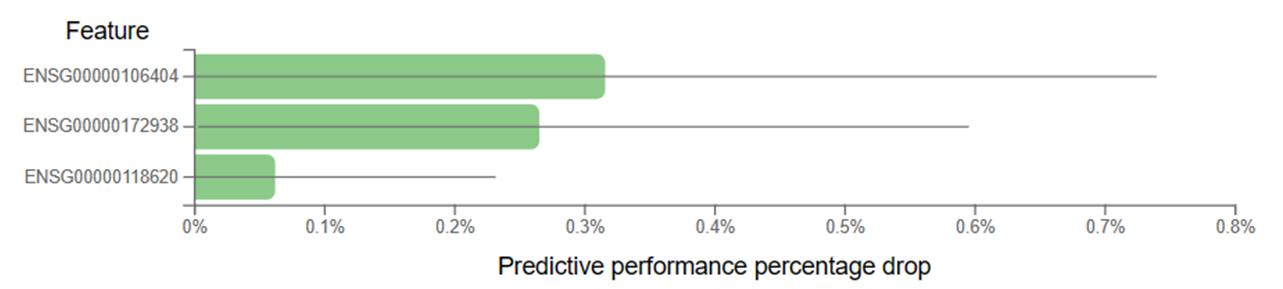 Feature
ENSG00000106404
ENSG00000172938
ENSG00000118620
0% 0.1% 0.2% 0.3% 0.4% 0.5% 0.6% 0.7% 0.8%
Predictive performance percentage drop